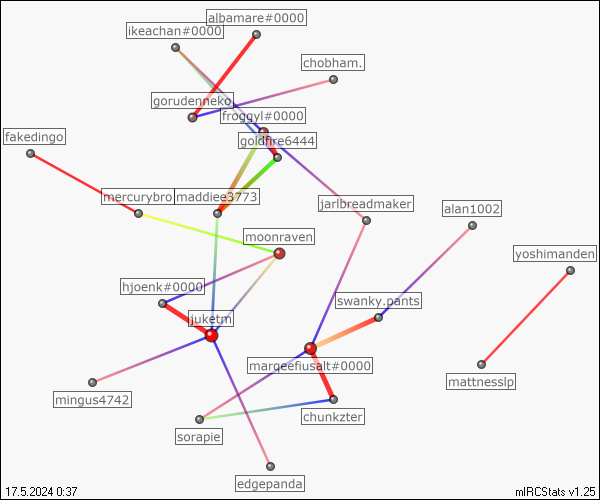 albamare#0000
ikeachan#0000
chobham.
gorudenneko
froggyl#0000
fakedingo
goldfire6444
mercurybro
maddiee3773
jarlbreadmaker
alan1002
moonraven
yoshimanden
hjoenk#0000
swanky.pants
juketm
marqeefiusalt#0000
mattnesslp
mingus4742
chunkzter
sorapie
edgepanda
17.5.2024 0:37
mIRCStats v1.25